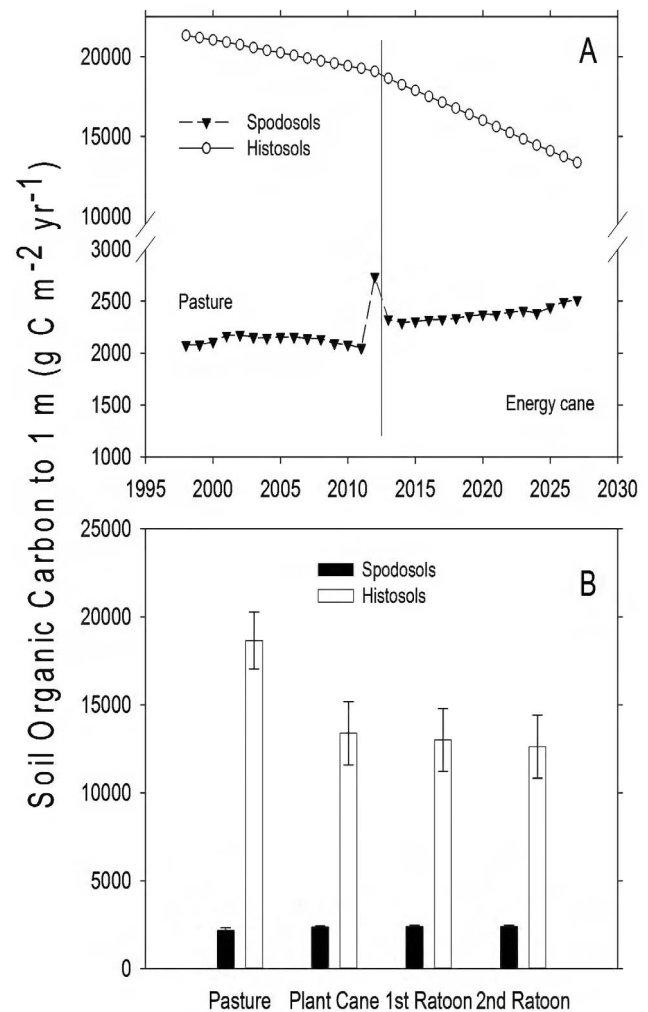 Soil Organic Carbon to 1 m (g C m-2 yr-1)
A
20000
15000
10000
3000
2500
2000
1500
1000
Spodosols
Histosols
Pasture
Energy cane
1995 2000 2005 2010 2015 2020 2025 2030
B
25000
20000
15000
10000
5000
0
Spodosols
Histosols
Pasture Plant Cane 1st Ratoon 2nd Ratoon